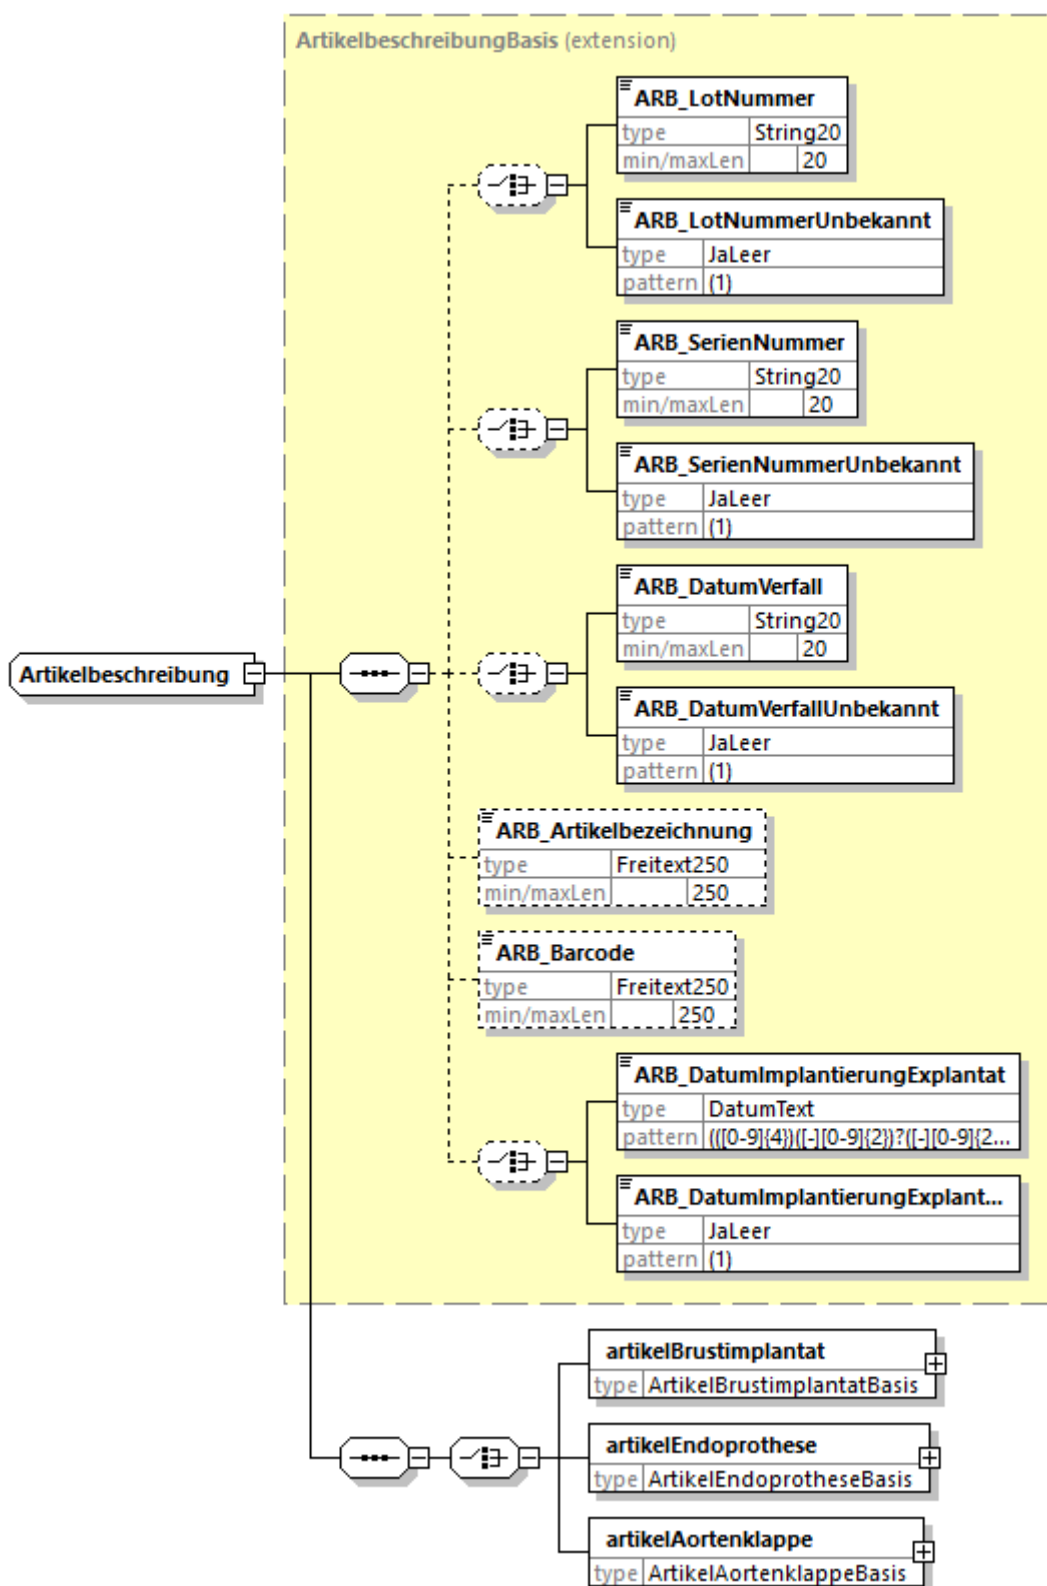 ArtikelbeschreibungBasis (extension)
ARB_LotNummer
type String20
min/maxLen 20
ARB_LotNummerUnbekannt
type JaLeer
pattern (1)
ARB_SerienNummer
type String20
min/maxLen 20
ARB_SerienNummerUnbekannt
type JaLeer
pattern (1)
ARB_DatumVerfall
type String20
min/maxLen 20
Artikelbeschreibung
ARB_DatumVerfallUnbekannt
type JaLeer
pattern (1)
ARB_Artikelbezeichnung
type Freitext250
min/maxLen 250
ARB_Barcode
type Freitext250
min/maxLen 250
ARB_DatumImplantierungExplantat
type DatumText
pattern (([0-9]{4})([-][0-9]{2})?([-][0-9]{2...
ARB_DatumImplantierungExplant...
type JaLeer
pattern (1)
artikelBrustimplantat
type ArtikelBrustimplantatBasis
artikelEndoprothese
type ArtikelEndoprotheseBasis
artikelAortenklappe
type ArtikelAortenklappeBasis